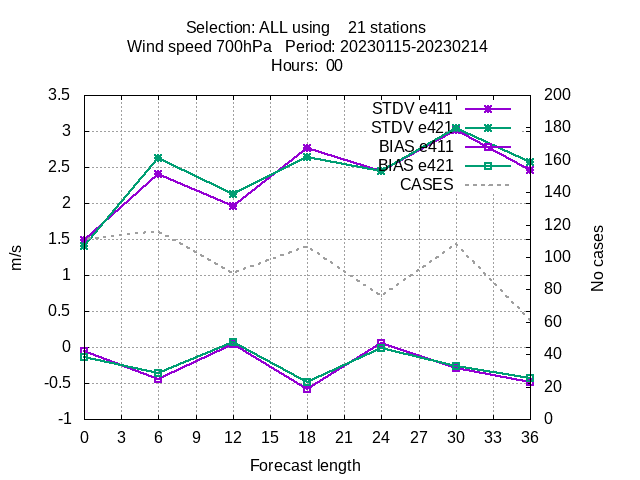 Selection: ALL using 21 stations
Wind speed 700hPa Period: 20230115-20230214
Hours: 00
3.5
3
2.5
2
1.5
1
0.5
0
-0.5
-1
m/s
STDV e411
STDV e421
BIAS e411
BIAS e421
CASES
200
180
160
140
120
100
80
60
40
20
0
No cases
0 3 6 9 12 15 18 21 24 27 30 33 36
Forecast length